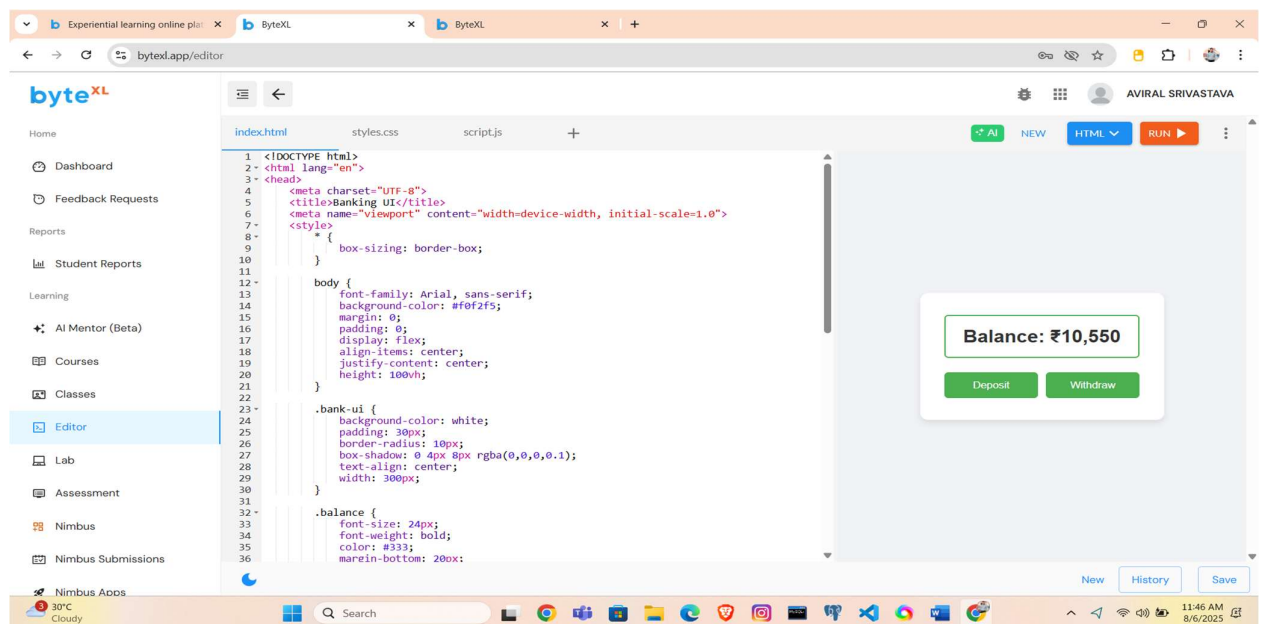 Experiential learning online plat
ByteXL
ByteXL
bytexl.app/editor
byteXL
AVIRAL SRIVASTAVA
Home
Dashboard
Feedback Requests
Reports
Student Reports
Learning
AI Mentor (Beta)
Courses
Classes
Editor
Lab
Assessment
Nimbus
Nimbus Submissions
Nimbus Apps
index.html
styles.css
script.js
AI
NEW
HTML
RUN
1 <!DOCTYPE html>
2 <html lang="en">
3 <head>
4 <meta charset="UTF-8">
5 <title>Banking UI</title>
6 <meta name="viewport" content="width=device-width, initial-scale=1.0">
7 <style>
8 * {
9 box-sizing: border-box;
10 }
11
12 body {
13 font-family: Arial, sans-serif;
14 background-color: #f0f2f5;
15 margin: 0;
16 padding: 0;
17 display: flex;
18 align-items: center;
19 justify-content: center;
20 height: 100vh;
21 }
22
23 .bank-ui {
24 background-color: white;
25 padding: 30px;
26 border-radius: 10px;
27 box-shadow: 0 4px 8px rgba(0,0,0,0.1);
28 text-align: center;
29 width: 300px;
30 }
31
32 .balance {
33 font-size: 24px;
34 font-weight: bold;
35 color: #333;
36 margin-bottom: 20px;
Balance: ₹10,550
Deposit
Withdraw
New
History
Save
3
30°C
Cloudy
Search
11:46 AM
8/6/2025